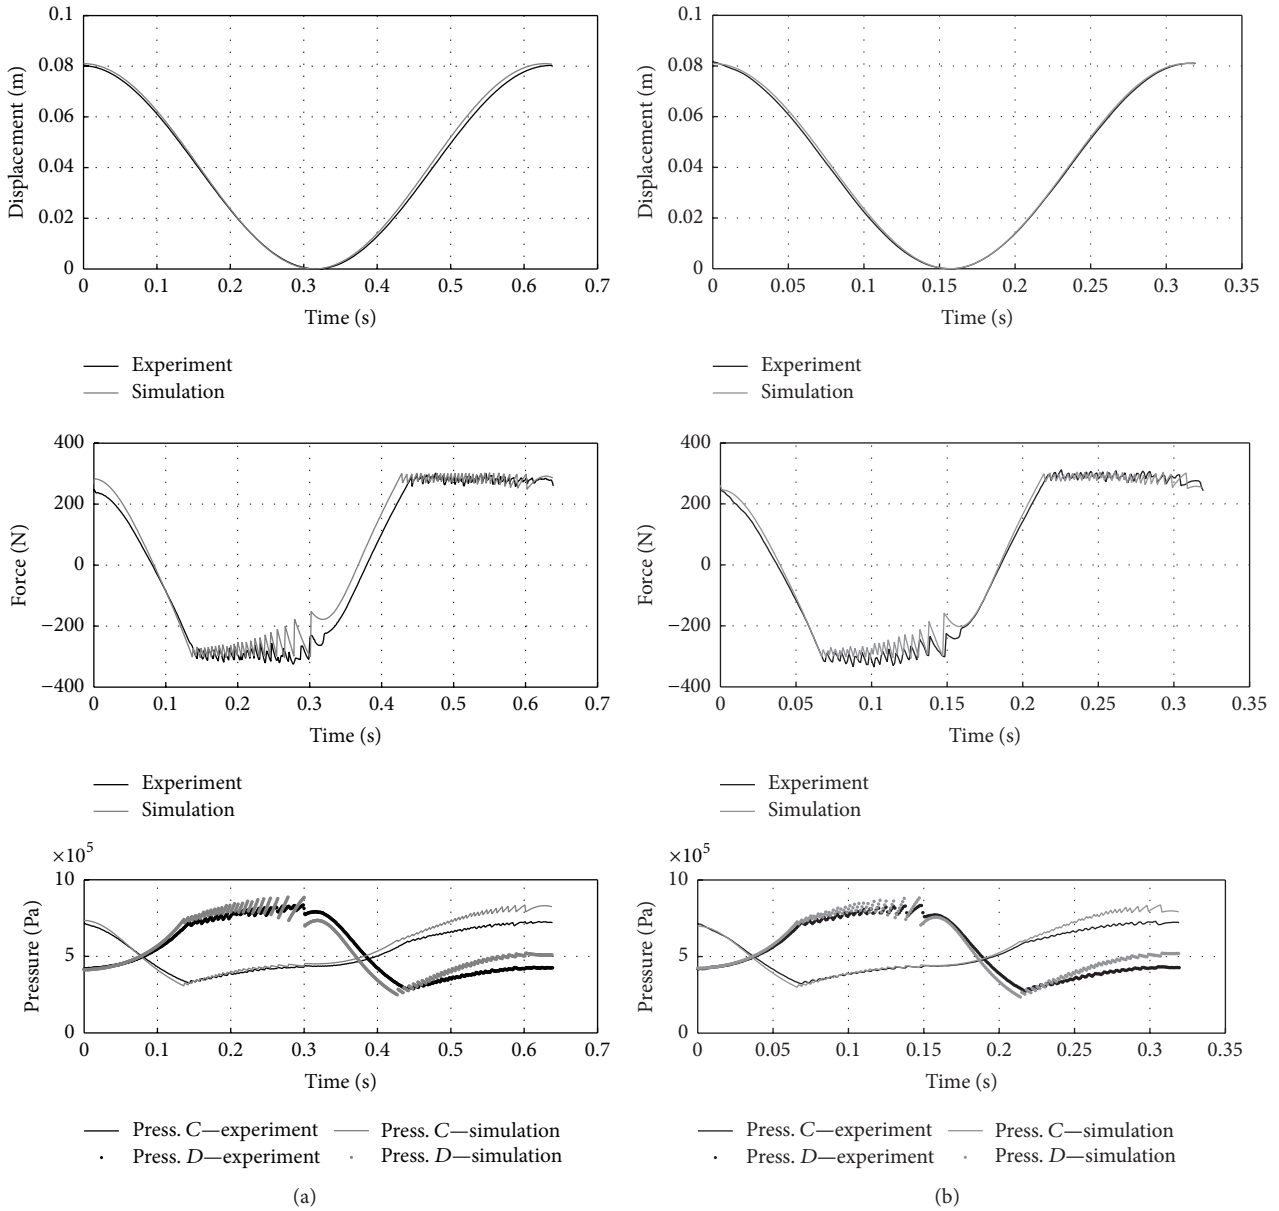 0.1
0.08
0.06
0.04
0.02
0
Displacement (m)
0 0.1 0.2 0.3 0.4 0.5 0.6 0.7
Time (s)
Experiment
Simulation
0.1
0.08
0.06
0.04
0.02
0
Displacement (m)
0 0.05 0.1 0.15 0.2 0.25 0.3 0.35
Time (s)
Experiment
Simulation
400
200
0
−200
−400
Force (N)
0 0.1 0.2 0.3 0.4 0.5 0.6 0.7
Time (s)
Experiment
Simulation
400
200
0
−200
−400
Force (N)
0 0.05 0.1 0.15 0.2 0.25 0.3 0.35
Time (s)
Experiment
Simulation
×10⁵
10
5
0
Pressure (Pa)
0 0.1 0.2 0.3 0.4 0.5 0.6 0.7
Time (s)
Press. C—experiment Press. C—simulation
Press. D—experiment Press. D—simulation
(a)
×10⁵
10
5
0
Pressure (Pa)
0 0.05 0.1 0.15 0.2 0.25 0.3 0.35
Time (s)
Press. C—experiment Press. C—simulation
Press. D—experiment Press. D—simulation
(b)